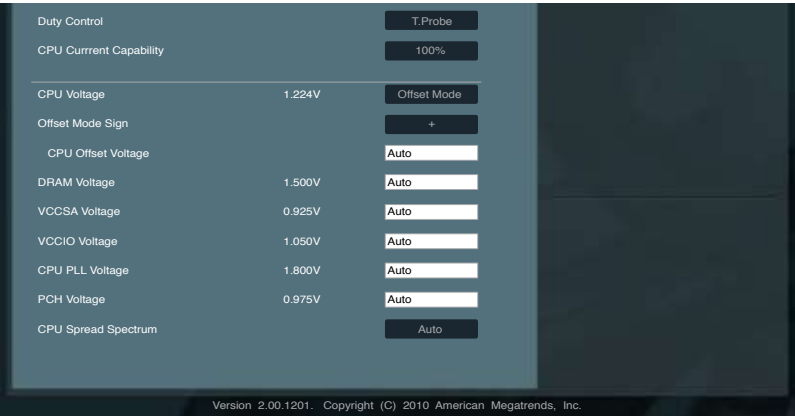 Duty Control T.Probe
CPU Currrent Capability 100%
CPU Voltage 1.224V Offset Mode
Offset Mode Sign +
CPU Offset Voltage Auto
DRAM Voltage 1.500V Auto
VCCSA Voltage 0.925V Auto
VCCIO Voltage 1.050V Auto
CPU PLL Voltage 1.800V Auto
PCH Voltage 0.975V Auto
CPU Spread Spectrum Auto
Version 2.00.1201. Copyright (C) 2010 American Megatrends, Inc.